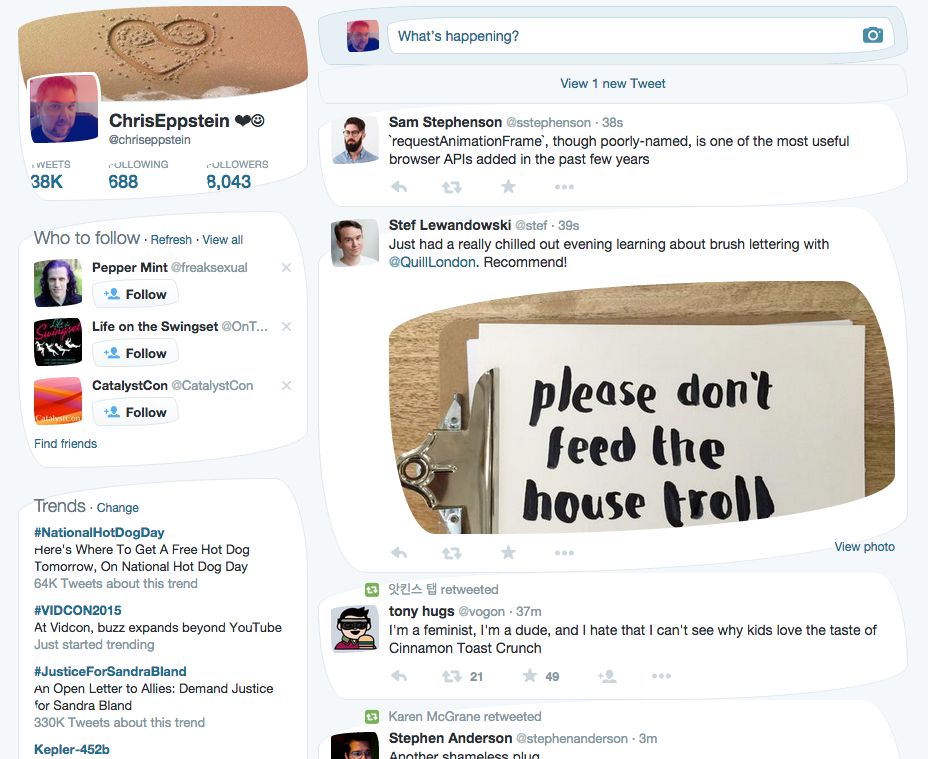 ChrisEppstein ❤☺
@chriseppstein
TWEETS FOLLOWING FOLLOWERS
38K 688 8,043
Who to follow · Refresh · View all
Pepper Mint @freaksexual
Follow
Life on the Swingset @OnT...
Follow
CatalystCon @CatalystCon
CatalystCon
Follow
Find friends
Trends · Change
#NationalHotDogDay
Here's Where To Get A Free Hot Dog
Tomorrow, On National Hot Dog Day
64K Tweets about this trend
#VIDCON2015
At Vidcon, buzz expands beyond YouTube
Just started trending
#JusticeForSandraBland
An Open Letter to Allies: Demand Justice
for Sandra Bland
330K Tweets about this trend
Kepler-452b
What's happening?
View 1 new Tweet
Sam Stephenson @sstephenson · 38s
`requestAnimationFrame`, though poorly-named, is one of the most useful
browser APIs added in the past few years
Stef Lewandowski @stef · 39s
Just had a really chilled out evening learning about brush lettering with
@QuillLondon. Recommend!
please don't
feed the
house troll
View photo
앗킨스 탭 retweeted
tony hugs @vogon · 37m
I'm a feminist, I'm a dude, and I hate that I can't see why kids love the taste of
Cinnamon Toast Crunch
21 49
Karen McGrane retweeted
Stephen Anderson @stephenanderson · 3m
Another shameless plug